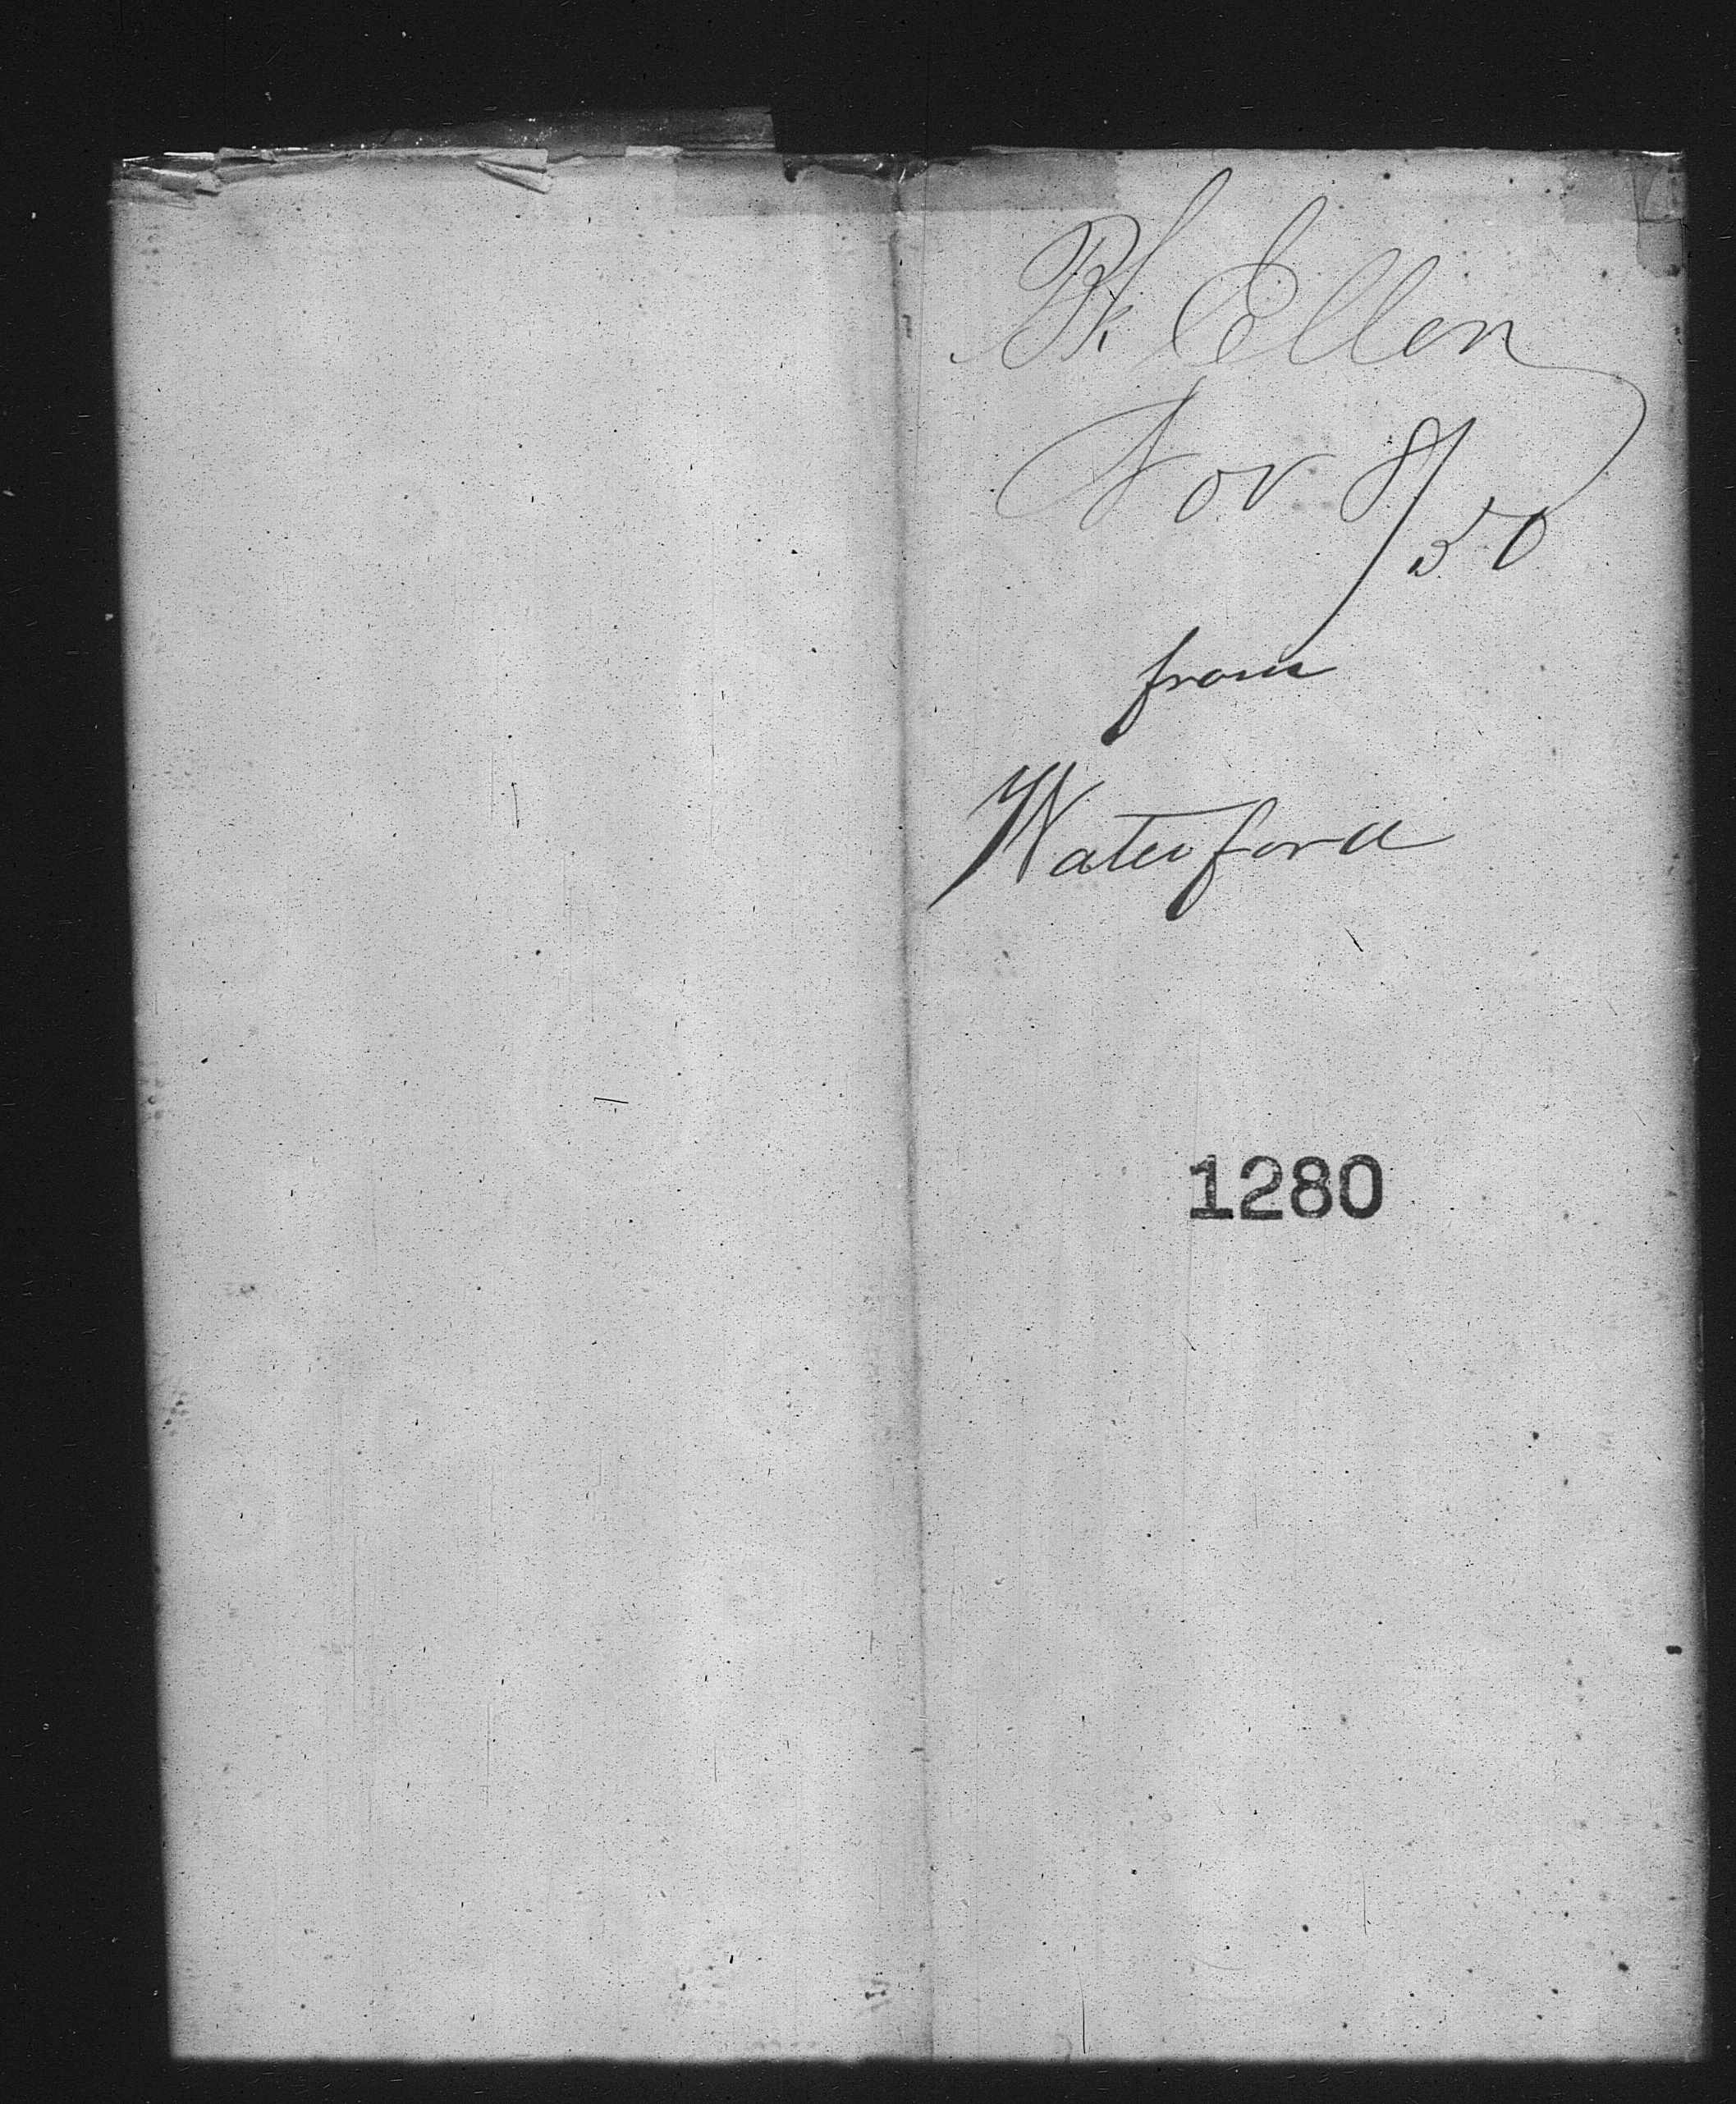 Bk Ellen
Nov 8/50
from
Waterford
1280